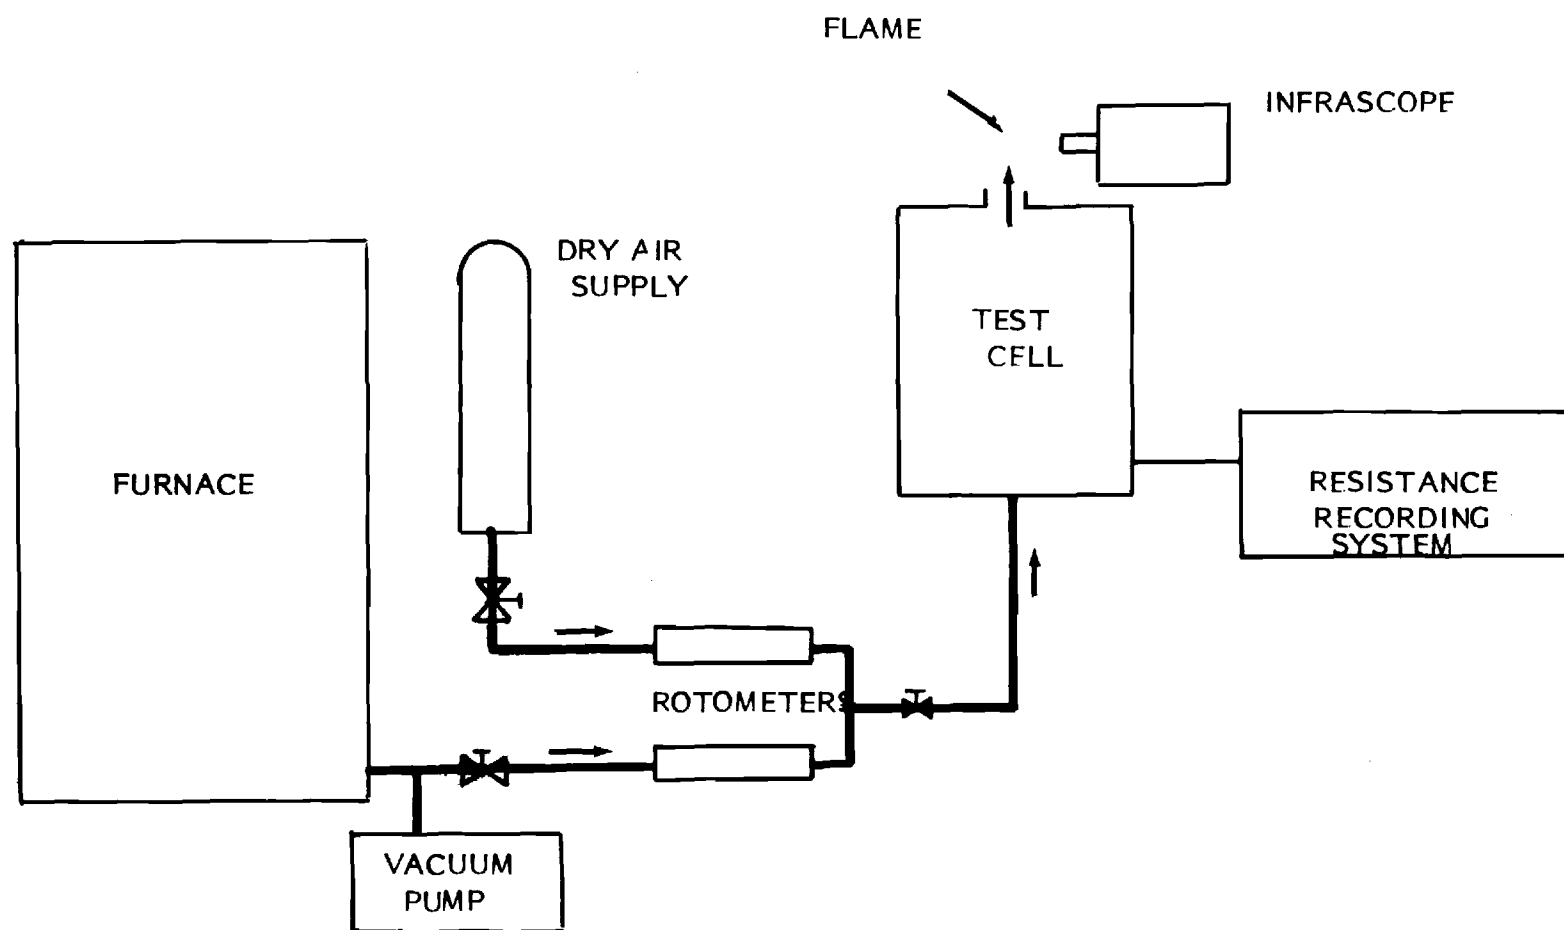 FLAME
INFRASCOPE
DRY AIR
SUPPLY
TEST
CELL
FURNACE
RESISTANCE
RECORDING
SYSTEM
ROTOMETERS
VACUUM
PUMP